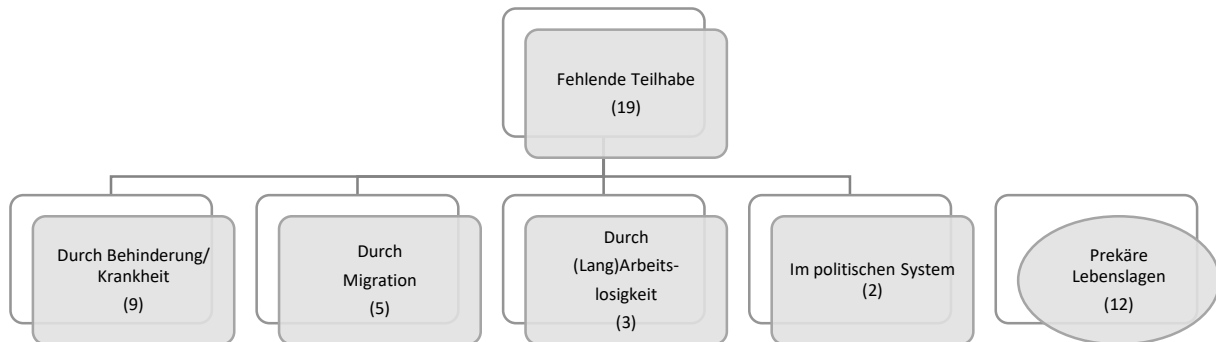 Fehlende Teilhabe
(19)
Durch Behinderung/
Krankheit
(9)
Durch
Migration
(5)
Durch
(Lang)Arbeits-
losigkeit
(3)
Im politischen System
(2)
Prekäre
Lebenslagen
(12)